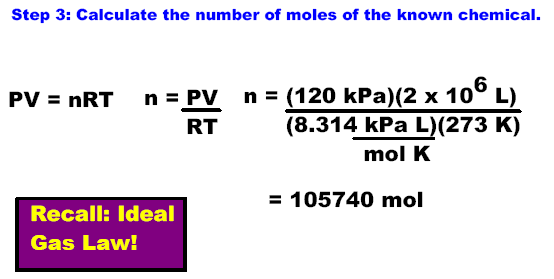 Step 3: Calculate the number of moles of the known chemical.
PV = nRT n = PV n = (120 kPa)(2 x 10⁶ L)
RT (8.314 kPa L)(273 K)
mol K
= 105740 mol
Recall: Ideal
Gas Law!